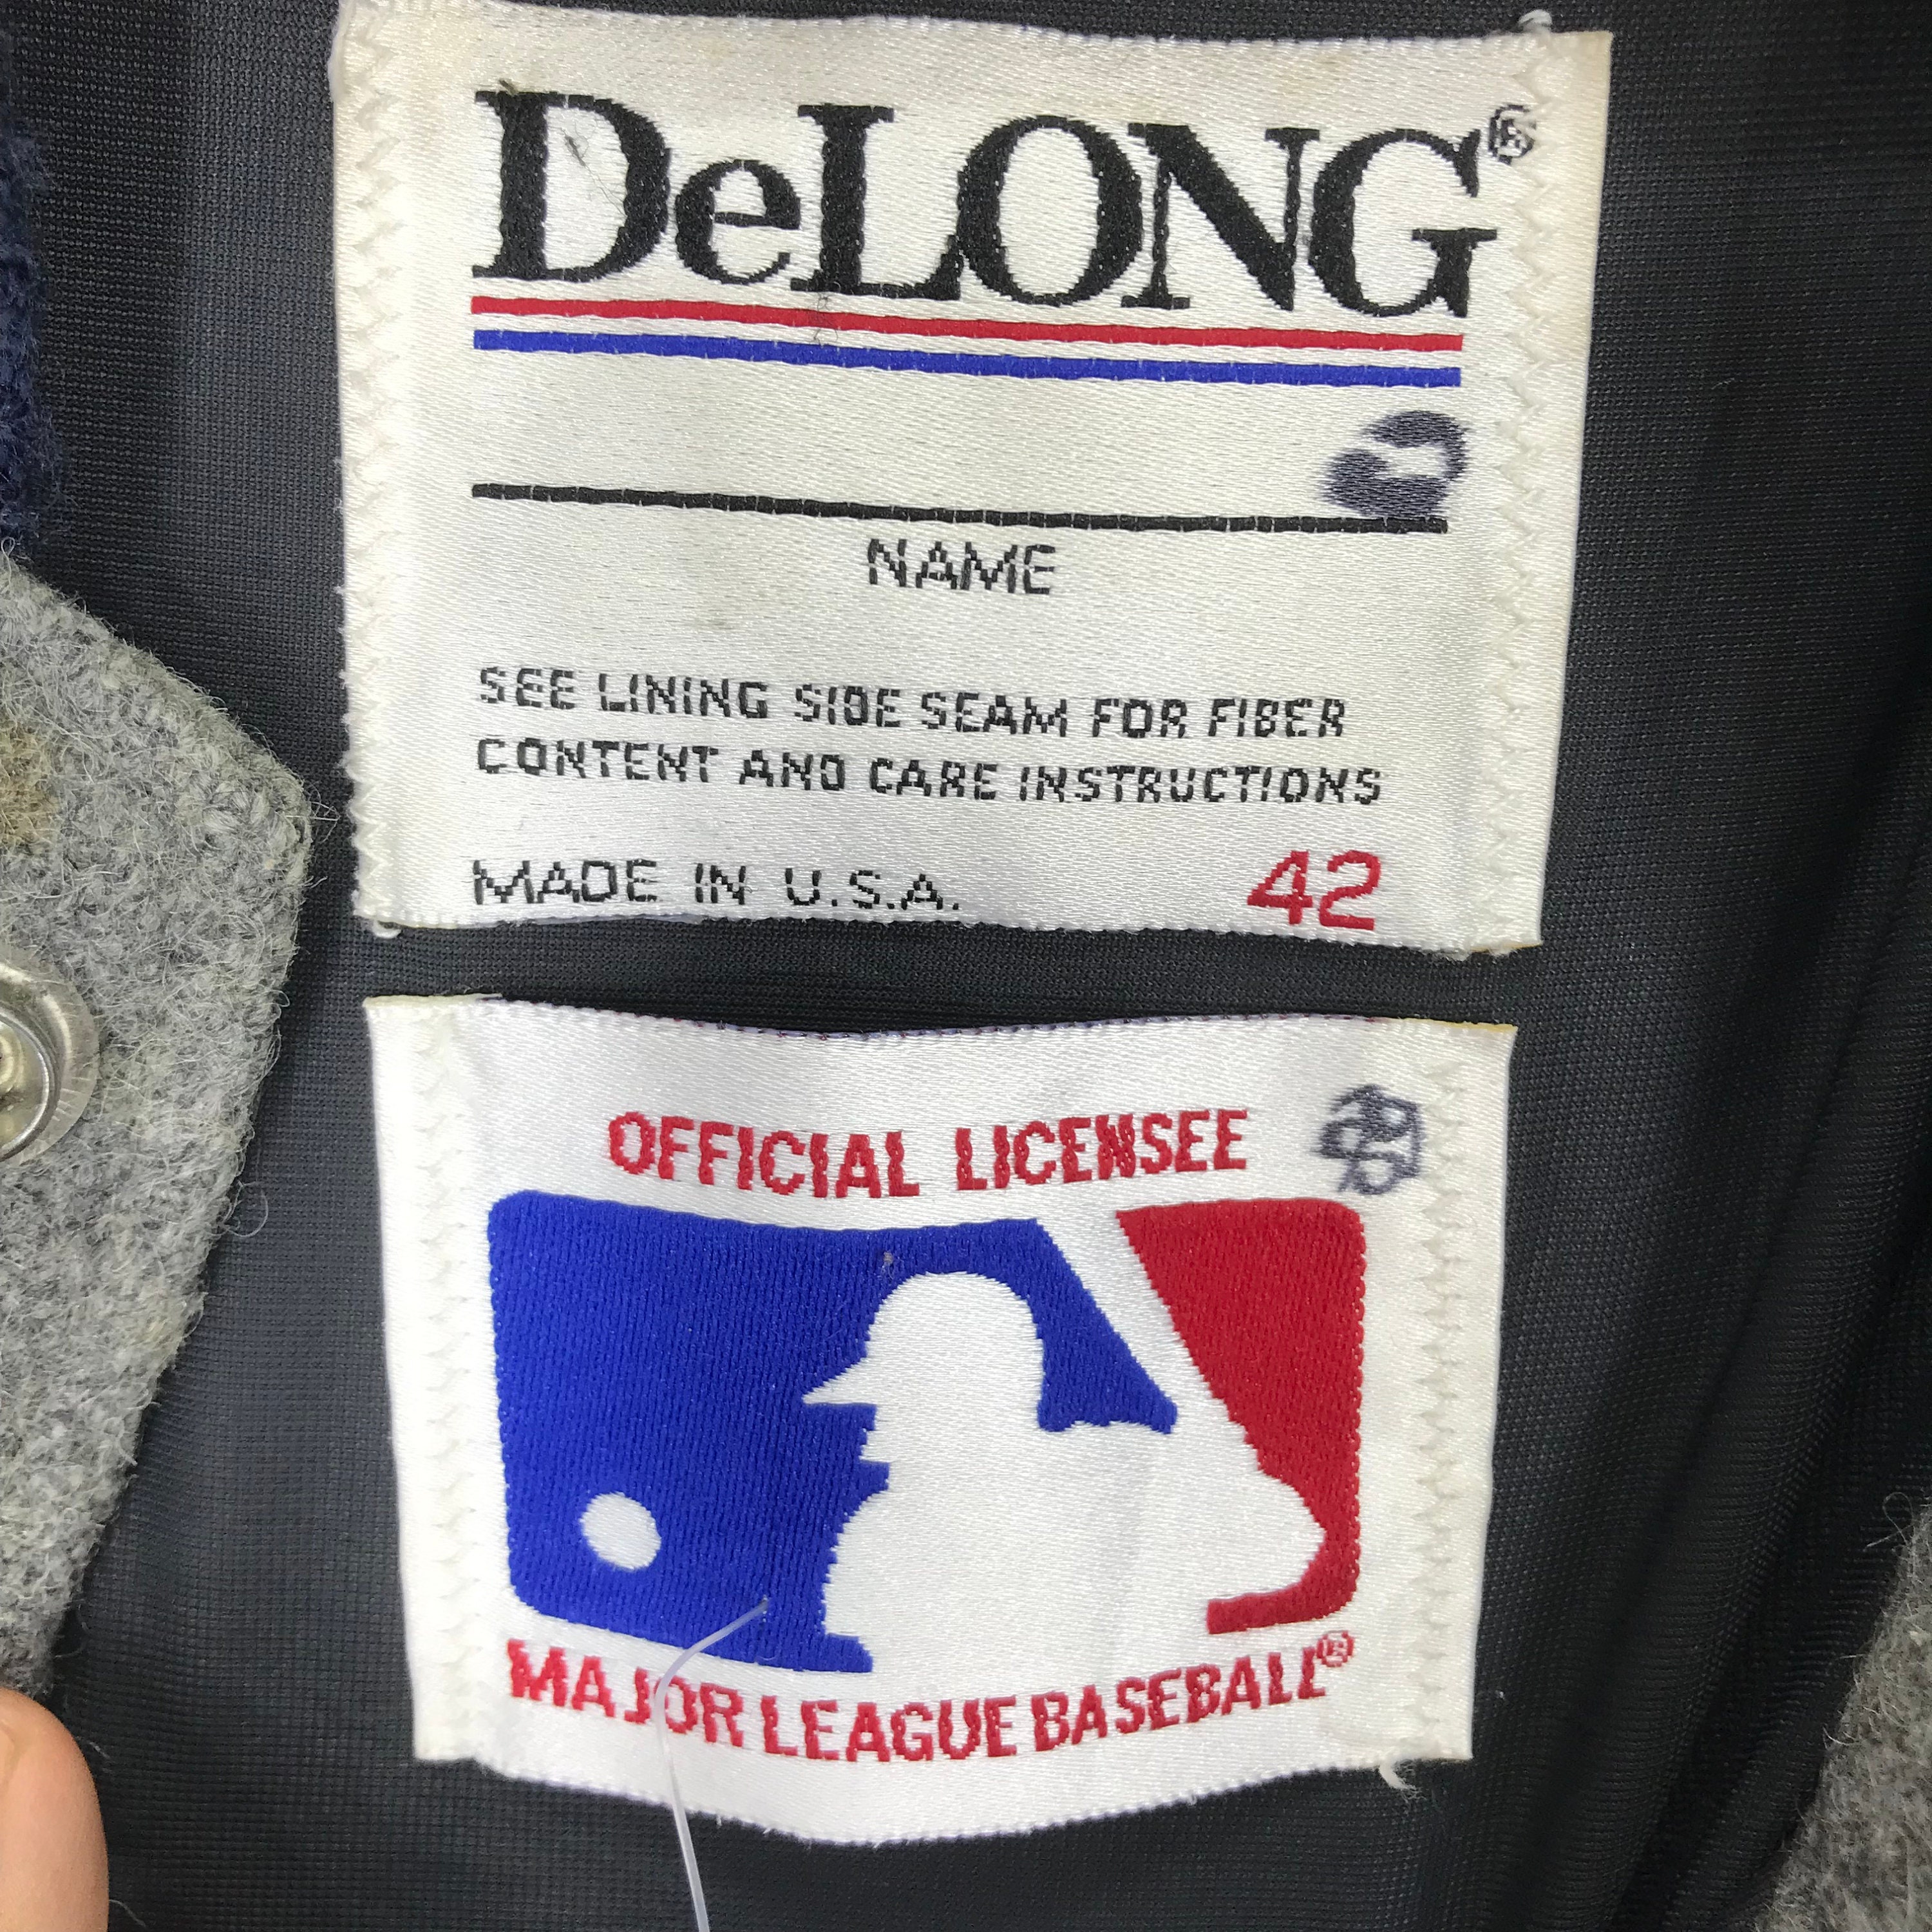 DeLONG®
NAME
SEE LINING SIDE SEAM FOR FIBER
CONTENT AND CARE INSTRUCTIONS
MADE IN U.S.A. 42
OFFICIAL LICENSEE
MAJOR LEAGUE BASEBALL®